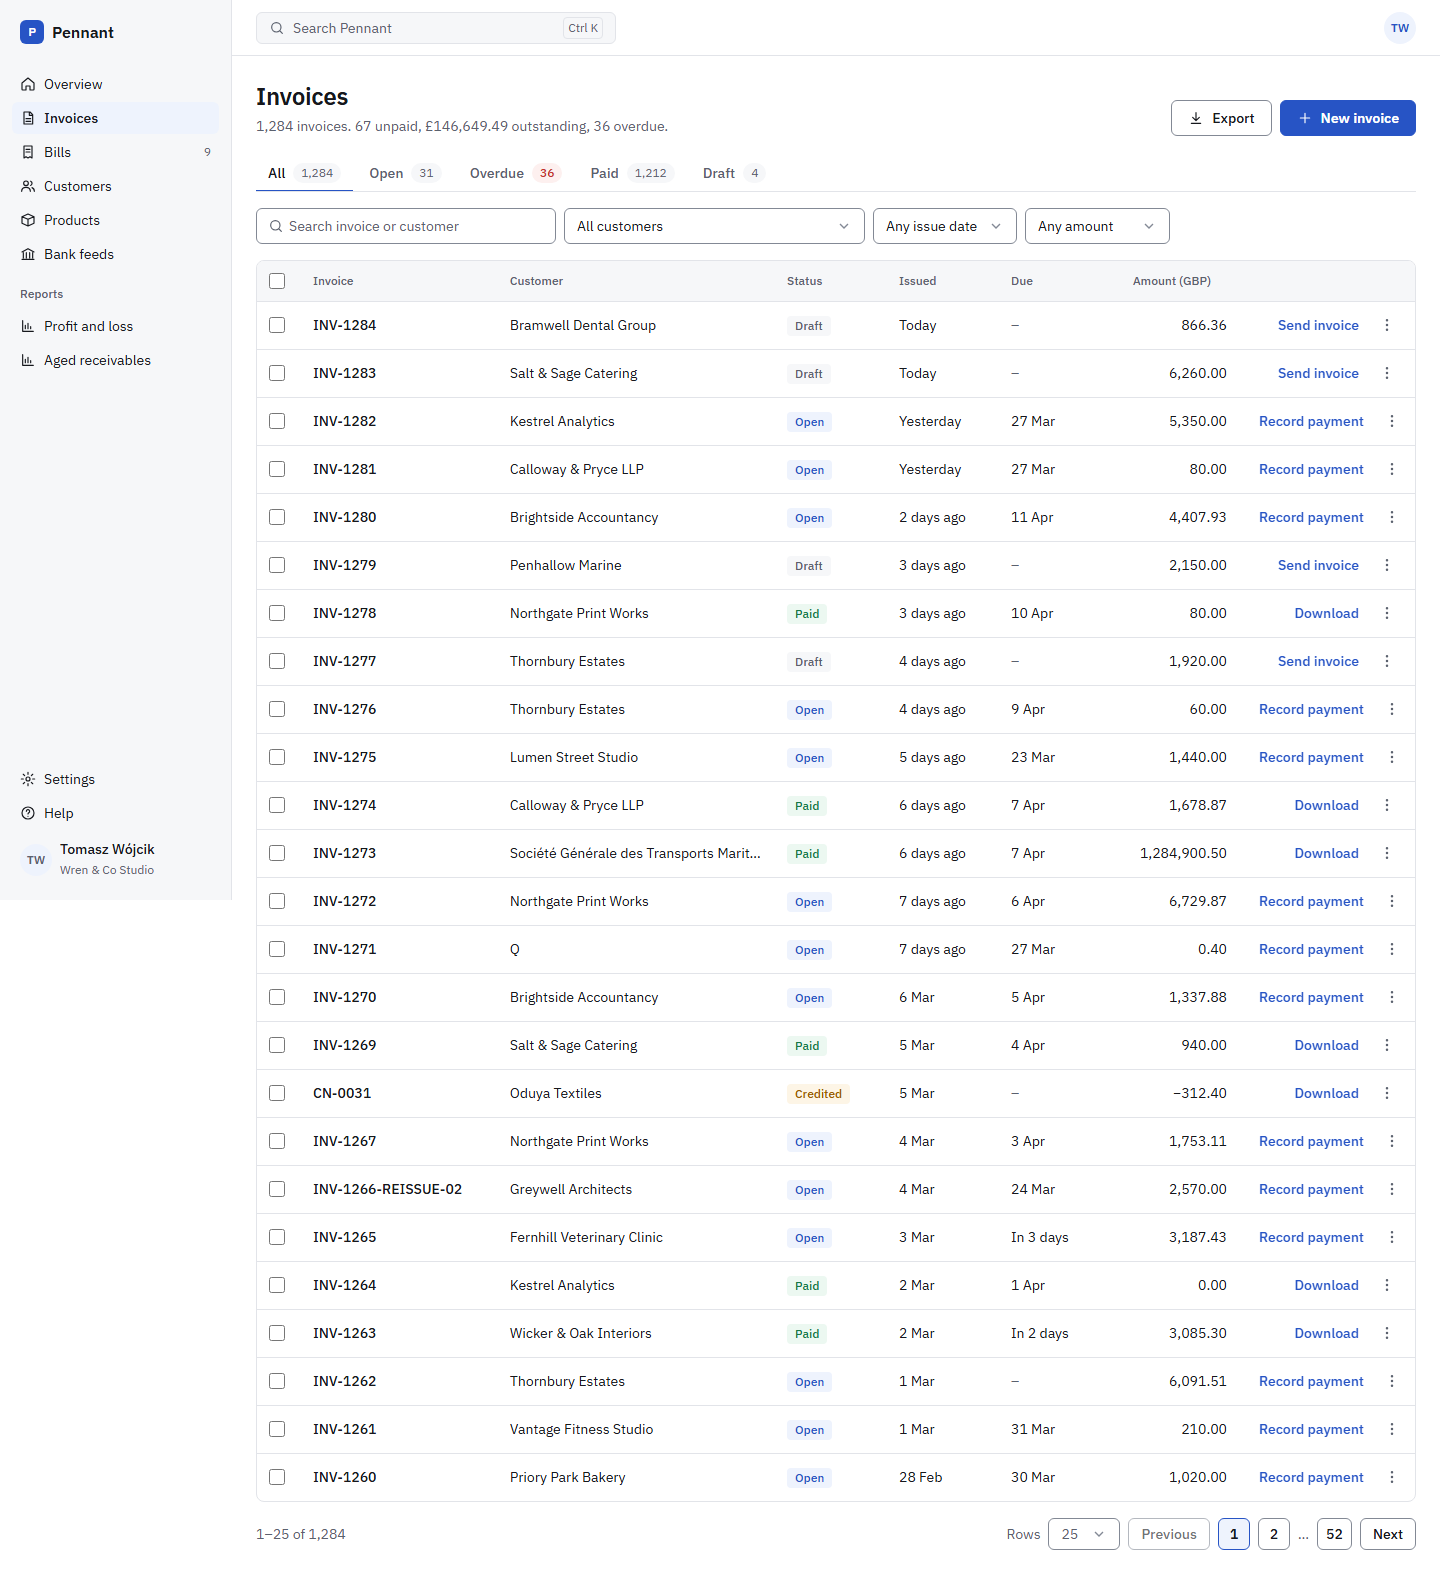 P Pennant
Search Pennant Ctrl K
TW
Overview
Invoices
Bills 9
Customers
Products
Bank feeds
Reports
Profit and loss
Aged receivables
Settings
Help
TW Tomasz Wójcik
Wren & Co Studio
Invoices
1,284 invoices. 67 unpaid, £146,649.49 outstanding, 36 overdue.
Export
New invoice
All 1,284 Open 31 Overdue 36 Paid 1,212 Draft 4
Search invoice or customer All customers Any issue date Any amount
Invoice Customer Status Issued Due Amount (GBP)
INV-1284 Bramwell Dental Group Draft Today – 866.36 Send invoice
INV-1283 Salt & Sage Catering Draft Today – 6,260.00 Send invoice
INV-1282 Kestrel Analytics Open Yesterday 27 Mar 5,350.00 Record payment
INV-1281 Calloway & Pryce LLP Open Yesterday 27 Mar 80.00 Record payment
INV-1280 Brightside Accountancy Open 2 days ago 11 Apr 4,407.93 Record payment
INV-1279 Penhallow Marine Draft 3 days ago – 2,150.00 Send invoice
INV-1278 Northgate Print Works Paid 3 days ago 10 Apr 80.00 Download
INV-1277 Thornbury Estates Draft 4 days ago – 1,920.00 Send invoice
INV-1276 Thornbury Estates Open 4 days ago 9 Apr 60.00 Record payment
INV-1275 Lumen Street Studio Open 5 days ago 23 Mar 1,440.00 Record payment
INV-1274 Calloway & Pryce LLP Paid 6 days ago 7 Apr 1,678.87 Download
INV-1273 Société Générale des Transports Marit… Paid 6 days ago 7 Apr 1,284,900.50 Download
INV-1272 Northgate Print Works Open 7 days ago 6 Apr 6,729.87 Record payment
INV-1271 Q Open 7 days ago 27 Mar 0.40 Record payment
INV-1270 Brightside Accountancy Open 6 Mar 5 Apr 1,337.88 Record payment
INV-1269 Salt & Sage Catering Paid 5 Mar 4 Apr 940.00 Download
CN-0031 Oduya Textiles Credited 5 Mar – −312.40 Download
INV-1267 Northgate Print Works Open 4 Mar 3 Apr 1,753.11 Record payment
INV-1266-REISSUE-02 Greywell Architects Open 4 Mar 24 Mar 2,570.00 Record payment
INV-1265 Fernhill Veterinary Clinic Open 3 Mar In 3 days 3,187.43 Record payment
INV-1264 Kestrel Analytics Paid 2 Mar 1 Apr 0.00 Download
INV-1263 Wicker & Oak Interiors Paid 2 Mar In 2 days 3,085.30 Download
INV-1262 Thornbury Estates Open 1 Mar – 6,091.51 Record payment
INV-1261 Vantage Fitness Studio Open 1 Mar 31 Mar 210.00 Record payment
INV-1260 Priory Park Bakery Open 28 Feb 30 Mar 1,020.00 Record payment
1–25 of 1,284 Rows 25 Previous 1 2 … 52 Next